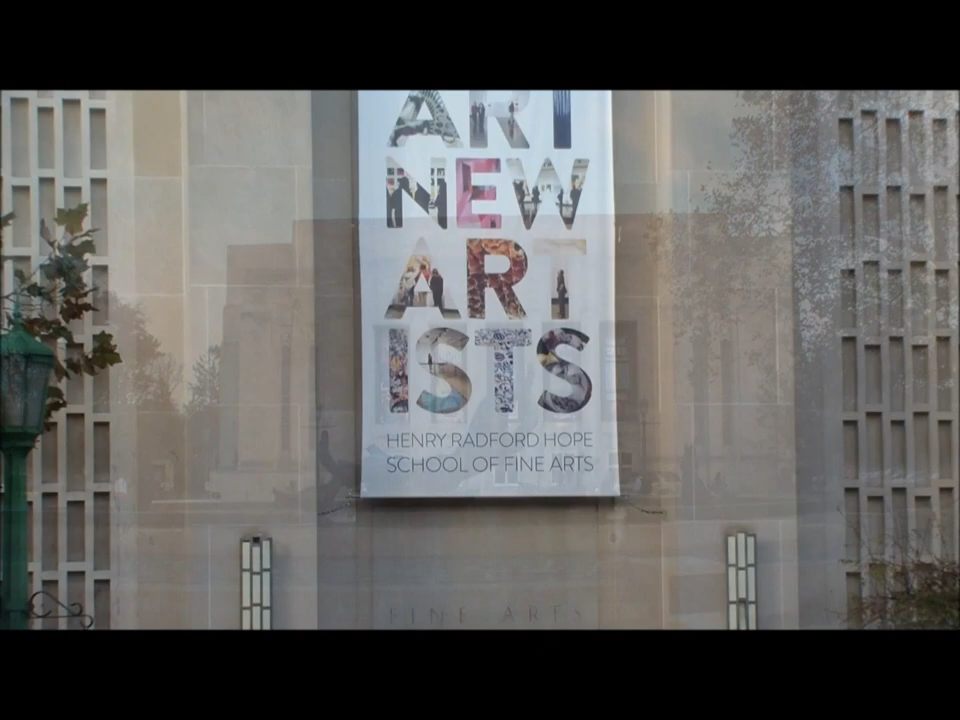 ART
NEW
ART
ISTS
HENRY RADFORD HOPE
SCHOOL OF FINE ARTS
FINE ARTS